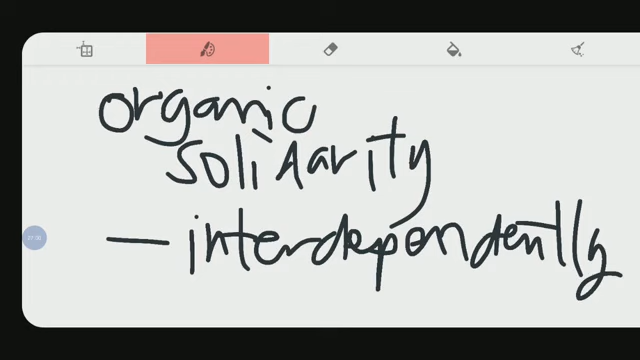 organic
solidarity
— interdependently